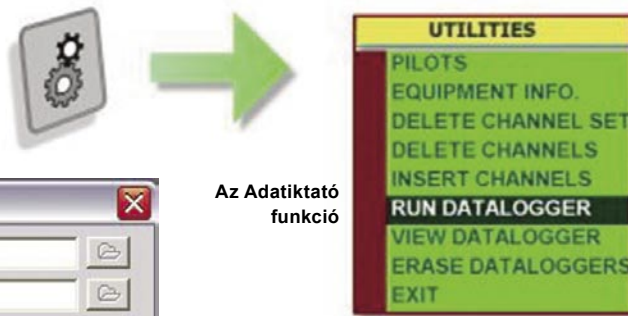 UTILITIES
PILOTS
EQUIPMENT INFO.
DELETE CHANNEL SET
DELETE CHANNELS
INSERT CHANNELS
RUN DATALOGGER
VIEW DATALOGGER
ERASE DATALOGGERS
EXIT
Az Adatiktató
funkció